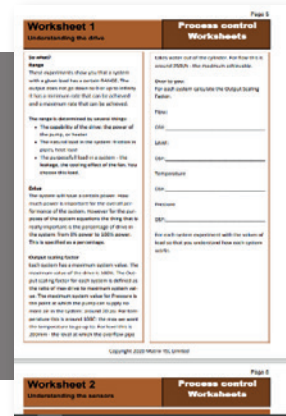 Page 5
Worksheet 1
Understanding the drive
Process control
Worksheets
So what?
Range
These experiments show you that a system
with a given load has a certain RANGE. The
output does not go down to 0 or up to infinity.
It has a minimum rate that can be achieved
and a maximum rate that can be achieved.
The range is determined by several things:
• The capability of the drive: the power of
the pump, or heater
• The natural load in the system: friction in
pipes, heat loss
• The purposeful load in a system - the
leakage, the cooling effect of the fan. You
choose this load.
Drive
The system will have a certain power. How
much power is important for the overall per-
formance of the system. However for the pur-
poses of the system equations the thing that is
really important is the percentage of drive in
the system from 0% power to 100% power.
This is specified as a percentage.
Output scaling factor
Each system has a maximum system value. The
maximum value of the drive is 100%. The Out-
put scaling factor for each system is defined as
the ratio of max drive to maximum system val-
ue. The maximum system value for Pressure is
the point at which the pump can supply no
more air in the system: around
perature this is around
the temperature to go up to. For level this is
200mm - the level at which the overflow pipe
takes water out of the cylinder. For flow this is
around - the maximum achievable.
Over to you:
For each system calculate the Output Scaling
Factor.
Flow:
OSF
Level:
OSF
Temperature
OSF
Pressure
OSF
For each system experiment with the values of
load so that you understand how each system
works.
Copyright 2020 Matrix TSL Limited
Page 6
Worksheet 2
Understanding the sensors
Process control
Worksheets